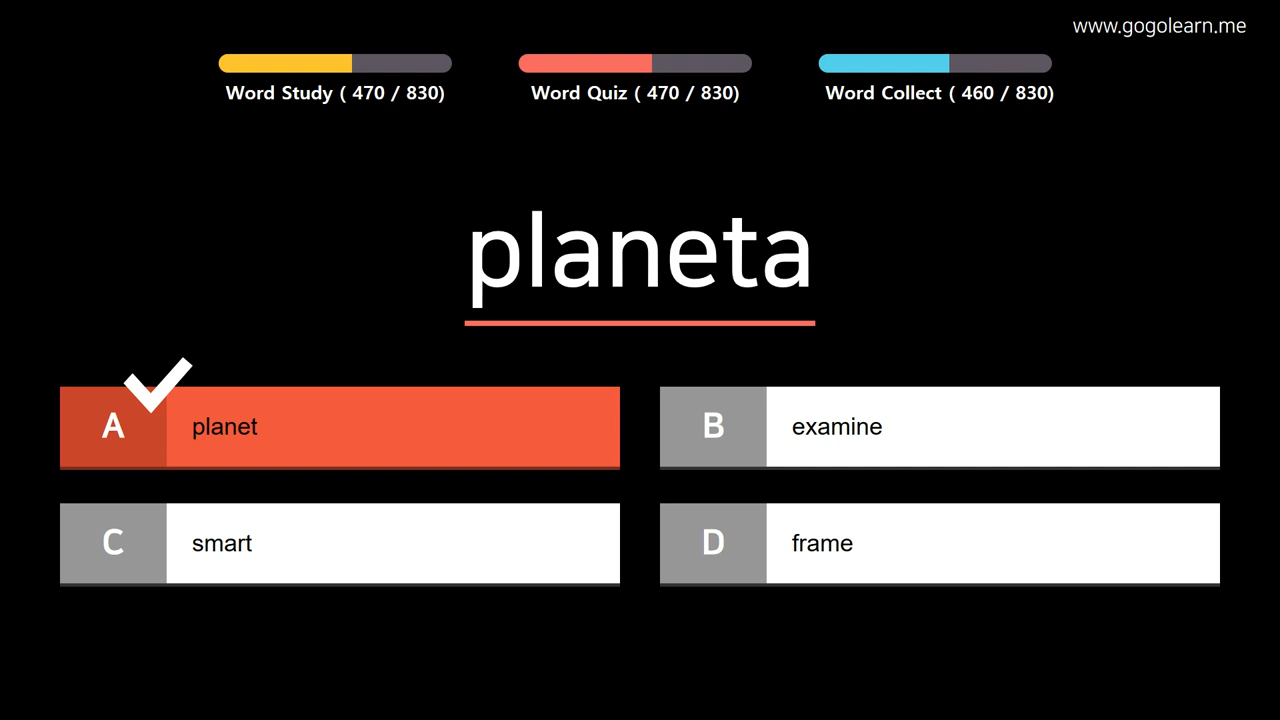 www.gogolearn.me
Word Study ( 470 / 830)
Word Quiz ( 470 / 830)
Word Collect ( 460 / 830)
planeta
A planet
B examine
C smart
D frame